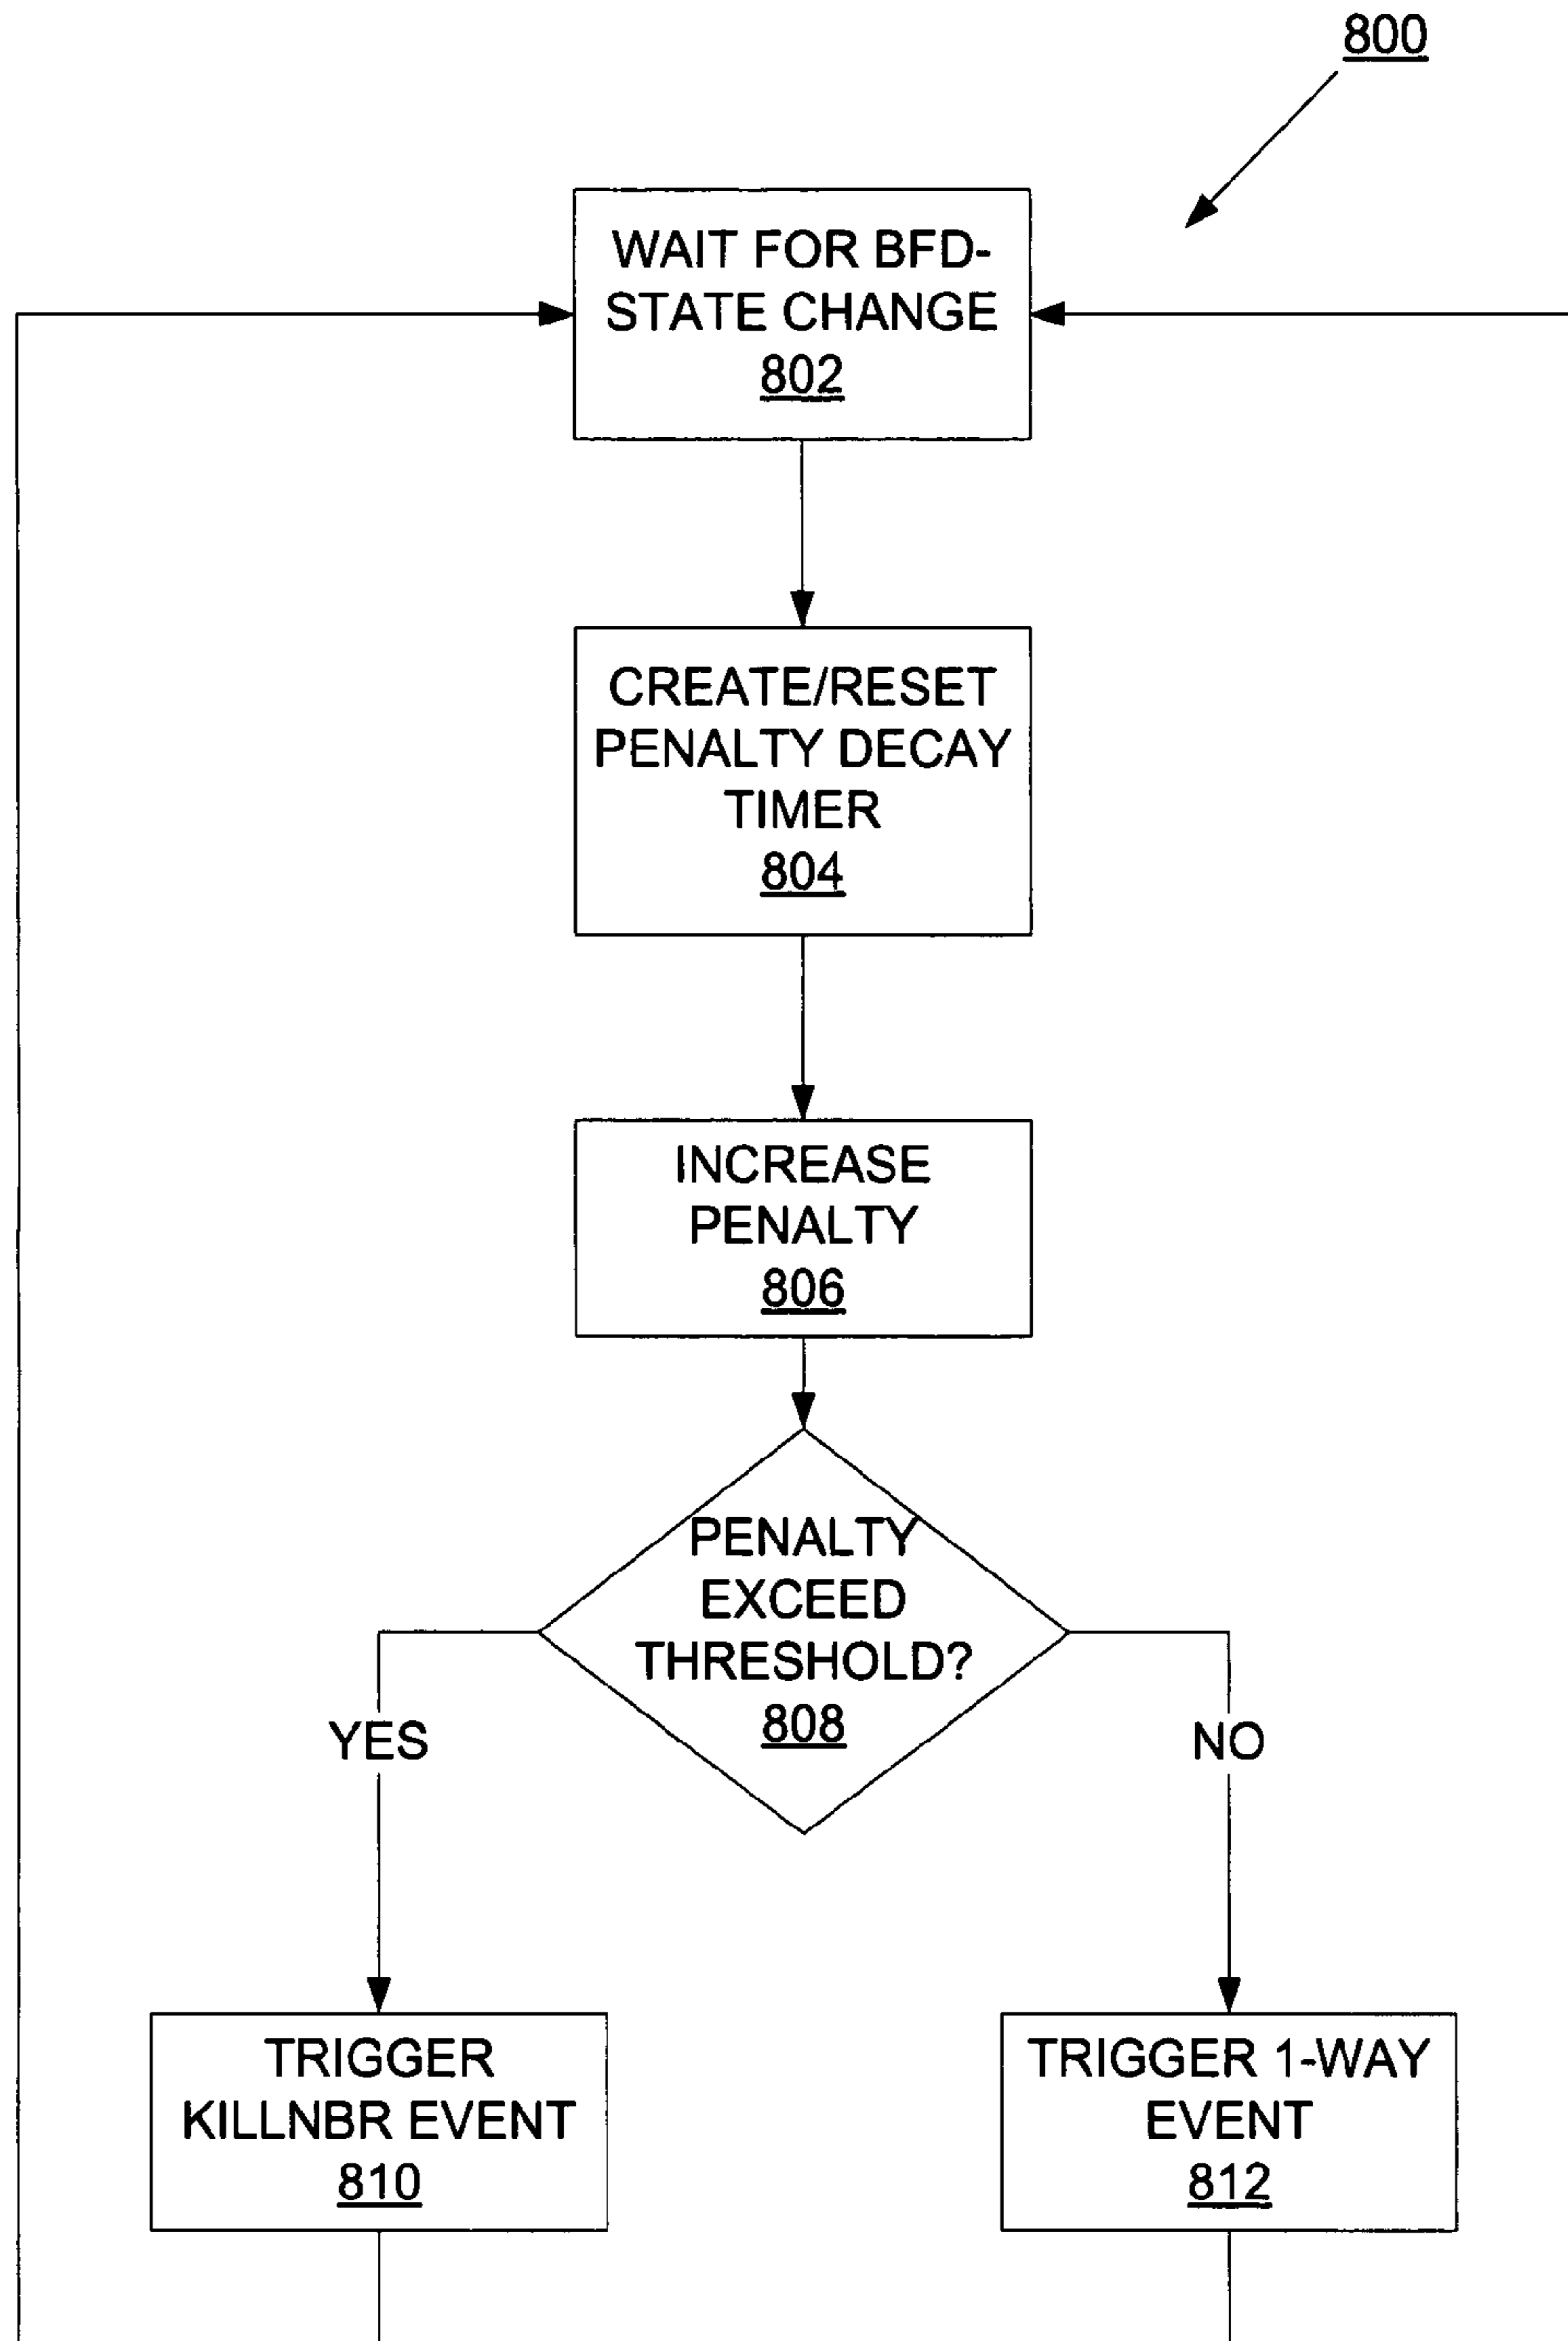 800
WAIT FOR BFD-
STATE CHANGE
802
CREATE/RESET
PENALTY DECAY
TIMER
804
INCREASE
PENALTY
806
PENALTY
EXCEED
THRESHOLD?
808
YES
NO
TRIGGER
KILLNBR EVENT
810
TRIGGER 1-WAY
EVENT
812